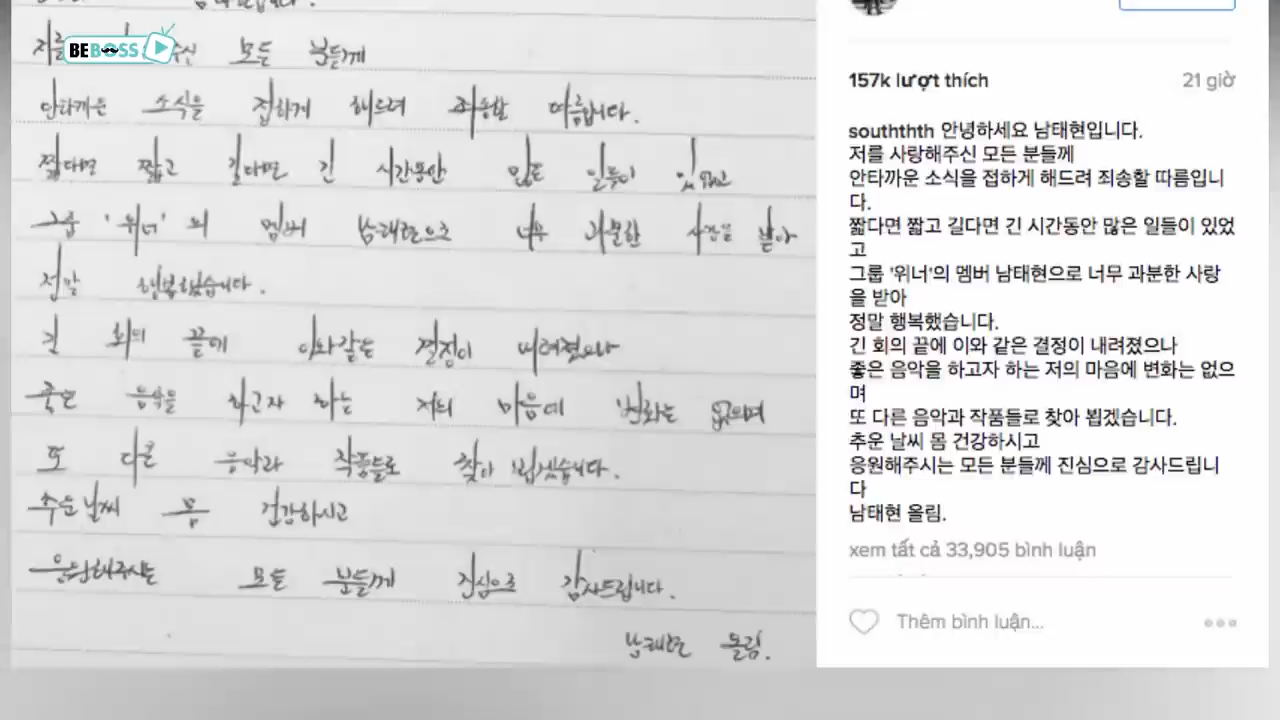 저를 모든 분들께
BEBOSS
안타까운 소식을 접하게 해드려 죄송할 따름입니다.
짧다면 짧고 길다면 긴 시간동안 많은 일들이 있었고
그룹 '위너'의 멤버 남태현으로 너무 과분한 사랑을 받아
정말 행복했습니다.
긴 회의 끝에 이와같은 결정이 내려졌으나
좋은 음악을 하고자 하는 저의 마음에 변화는 없으며
또 다른 음악과 작품들로 찾아 뵙겠습니다.
추운날씨 몸 건강하시고
응원해주시는 모든 분들께 진심으로 감사드립니다.
남태현 올림.
157k lượt thích 21 giờ
souththth 안녕하세요 남태현입니다.
저를 사랑해주신 모든 분들께
안타까운 소식을 접하게 해드려 죄송할 따름입니
다.
짧다면 짧고 길다면 긴 시간동안 많은 일들이 있었
고
그룹 '위너'의 멤버 남태현으로 너무 과분한 사랑
을 받아
정말 행복했습니다.
긴 회의 끝에 이와 같은 결정이 내려졌으나
좋은 음악을 하고자 하는 저의 마음에 변화는 없으
며
또 다른 음악과 작품들로 찾아 뵙겠습니다.
추운 날씨 몸 건강하시고
응원해주시는 모든 분들께 진심으로 감사드립니
다
남태현 올림.
xem tất cả 33,905 bình luận
Thêm bình luận...